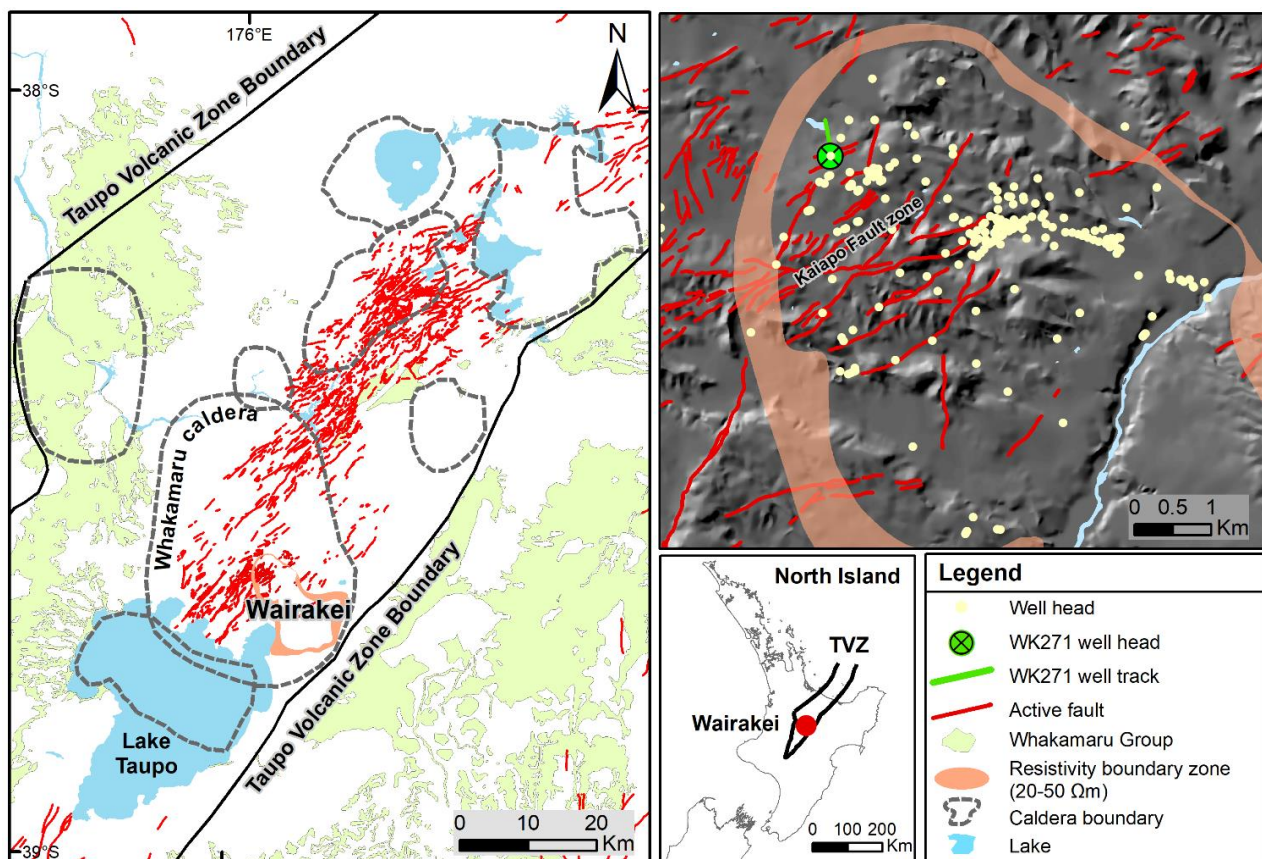 176°E
N
38°S
Taupo Volcanic Zone Boundary
Whakamaru caldera
Wairakei
Lake
Taupo
Taupo Volcanic Zone Boundary
39°S
0 10 20
Km
Kaiapo Fault zone
0 0.5 1
Km
North Island
TVZ
Wairakei
0 100 200
Km
Legend
Well head
WK271 well head
WK271 well track
Active fault
Whakamaru Group
Resistivity boundary zone
(20-50 Ωm)
Caldera boundary
Lake